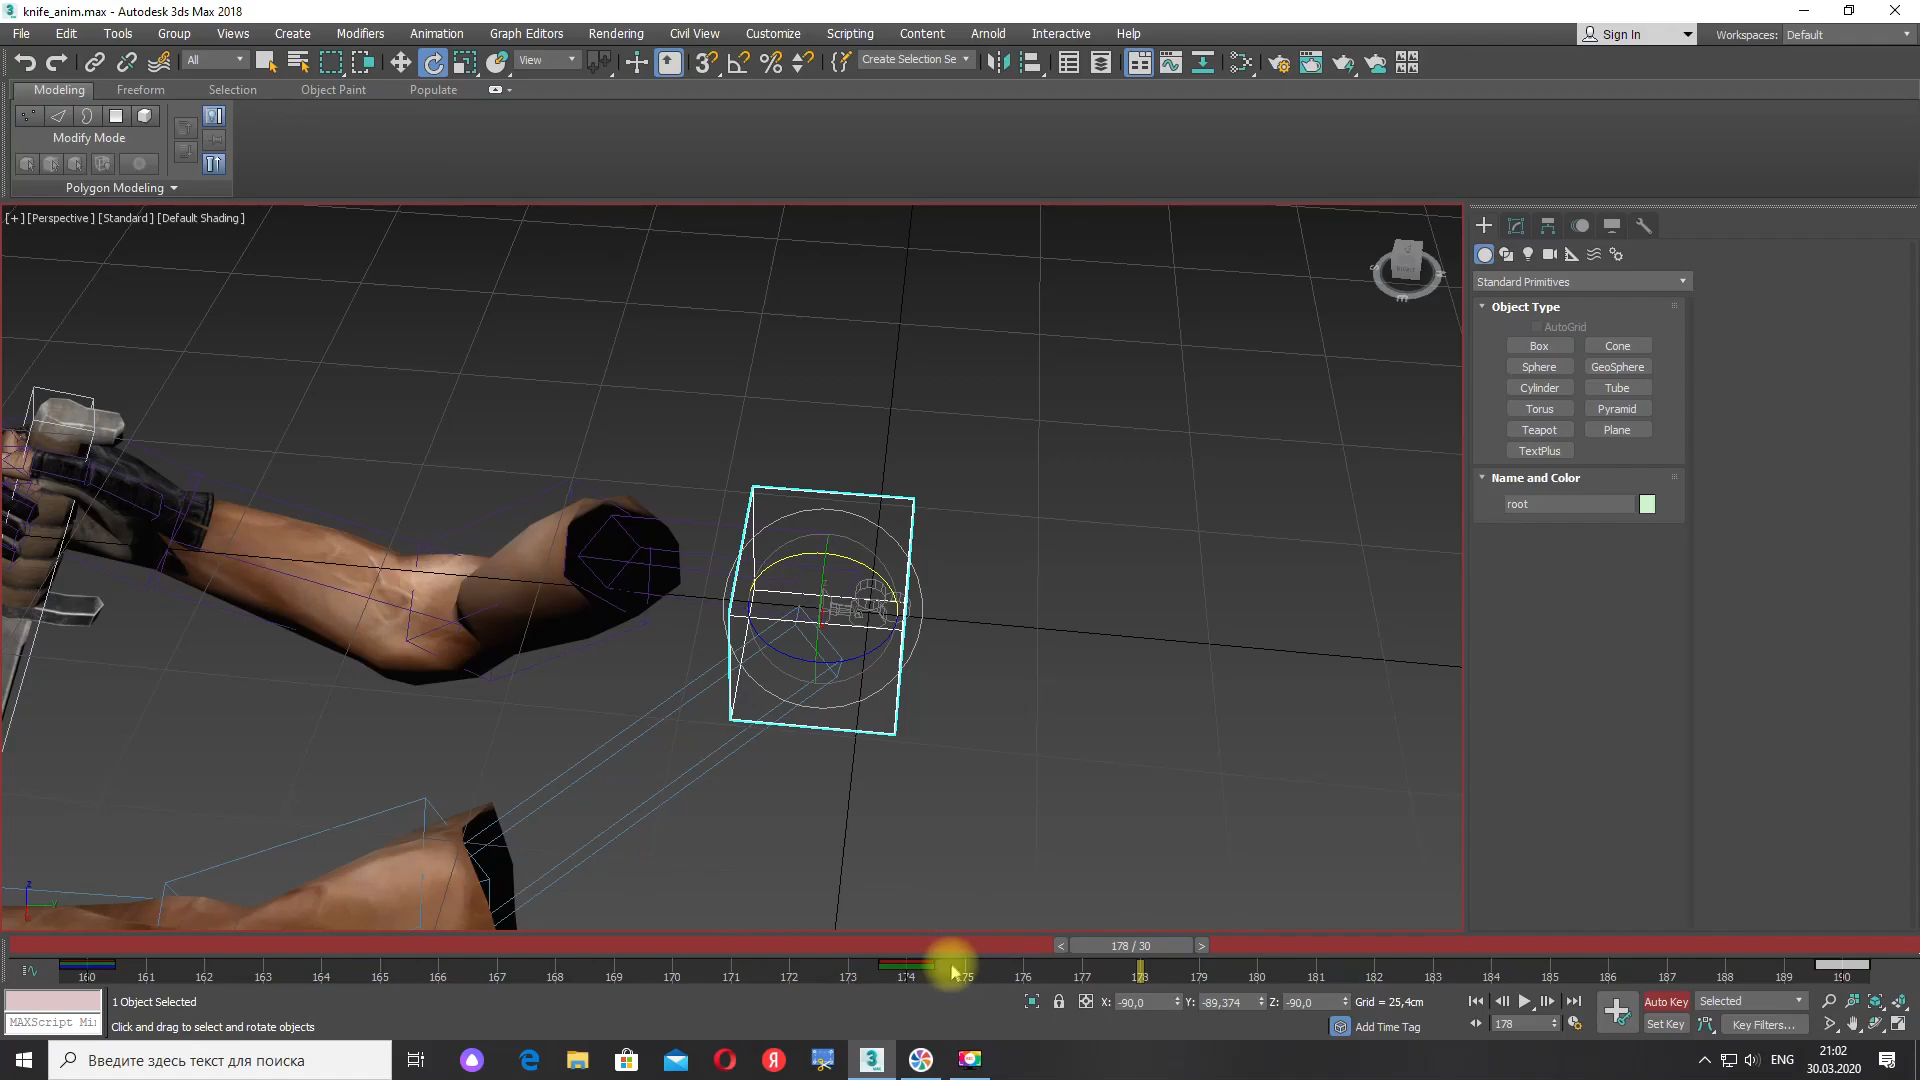 knife_anim.max - Autodesk 3ds Max 2018
File Edit Tools Group Views Create Modifiers Animation Graph Editors Rendering Civil View Customize Scripting Content Arnold Interactive Help
Sign In Workspaces: Default
All View Create Selection Se
Modeling Freeform Selection Object Paint Populate
Modify Mode
Polygon Modeling
[+] [Perspective ] [Standard ] [Default Shading ]
Standard Primitives
Object Type
AutoGrid
Box Cone
Sphere GeoSphere
Cylinder Tube
Torus Pyramid
Teapot Plane
TextPlus
Name and Color
root
< 178 / 30 >
160 161 162 163 164 165 166 167 168 169 170 171 172 173 174 175 176 177 178 179 180 181 182 183 184 185 186 187 188 189 190
1 Object Selected
X: -90,0 Y: -89,374 Z: -90,0 Grid = 25,4cm
Auto Key Selected
MAXScript Mi
Click and drag to select and rotate objects
Add Time Tag
178
Set Key Key Filters...
Введите здесь текст для поиска
ENG
21:02
30.03.2020